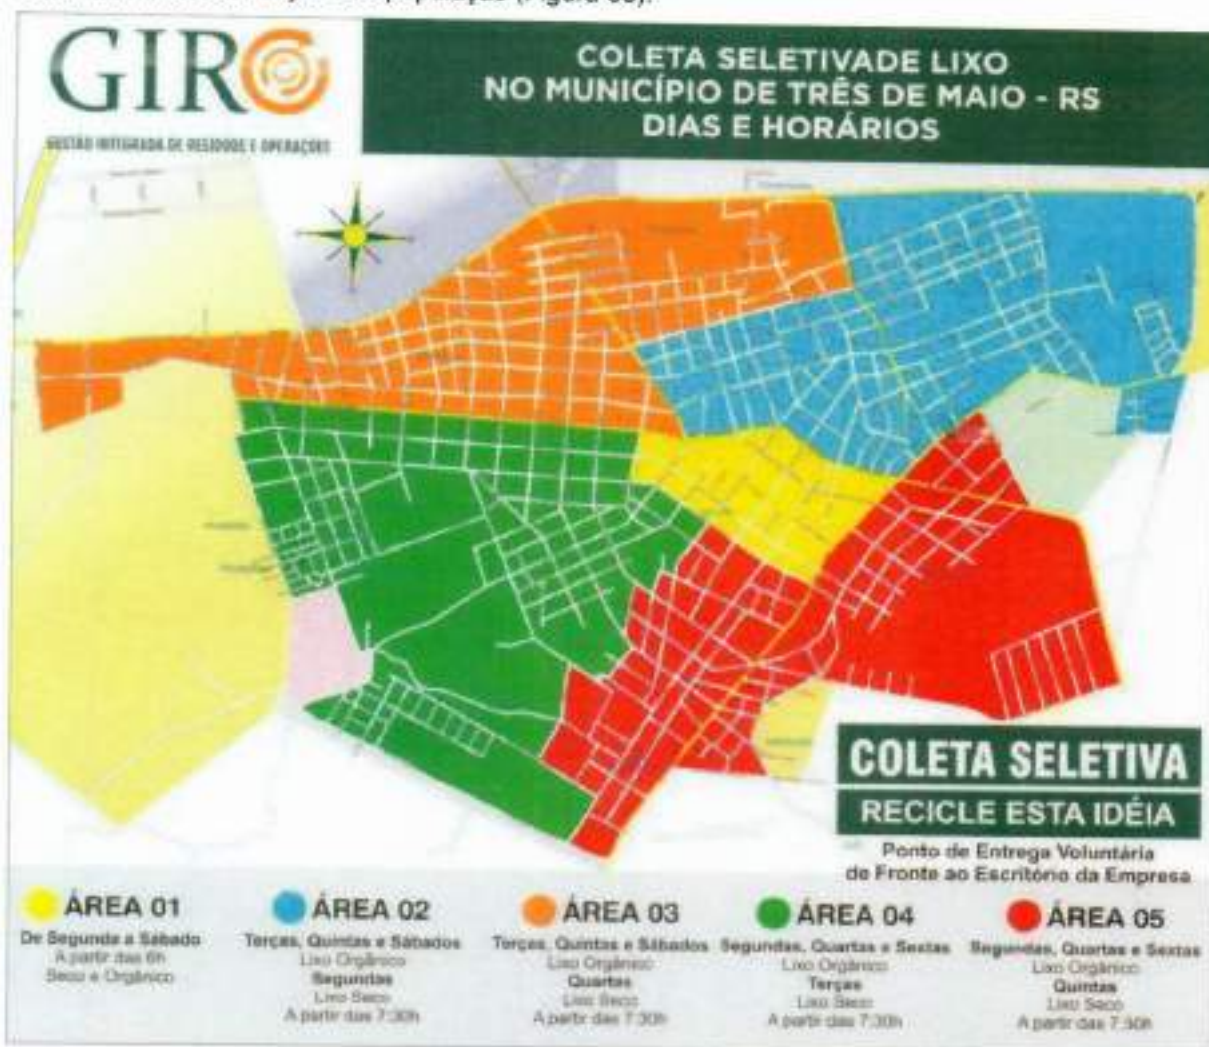 GIRO
GESTÃO INTEGRADA DE RESÍDUOS E OPERAÇÕES
COLETA SELETIVADE LIXO
NO MUNICÍPIO DE TRÊS DE MAIO - RS
DIAS E HORÁRIOS
COLETA SELETIVA
RECICLE ESTA IDÉIA
Ponto de Entrega Voluntária
de Fronte ao Escritório da Empresa
ÁREA 01
De Segunda a Sábado
A partir das 6h
Seco e Orgânico
ÁREA 02
Terças, Quintas e Sábados
Lixo Orgânico
Segundas
Lixo Seco
A partir das 7:30h
ÁREA 03
Terças, Quintas e Sábados
Lixo Orgânico
Quartas
Lixo Seco
A partir das 7:30h
ÁREA 04
Segundas, Quartas e Sextas
Lixo Orgânico
Terças
Lixo Seco
A partir das 7:30h
ÁREA 05
Segundas, Quartas e Sextas
Lixo Orgânico
Quintas
Lixo Seco
A partir das 7:30h